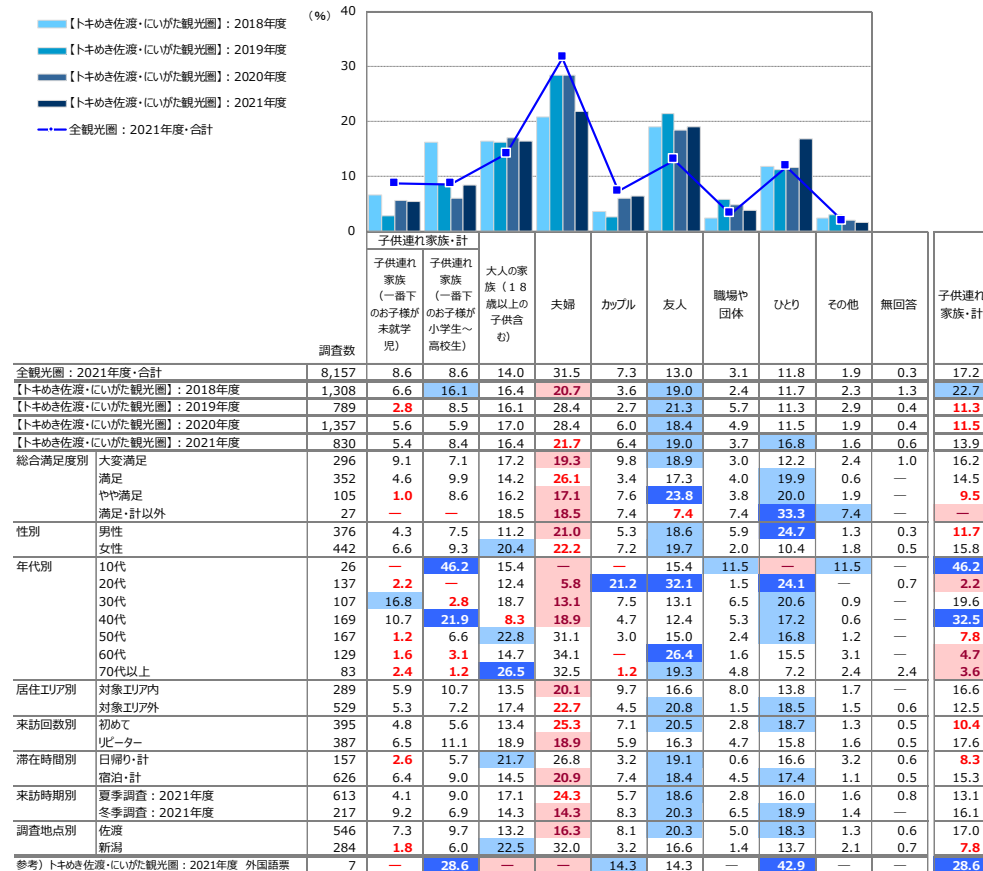 (%)
40
30
20
10
0
【トキめき佐渡・にいがた観光圏】：2018年度
【トキめき佐渡・にいがた観光圏】：2019年度
【トキめき佐渡・にいがた観光圏】：2020年度
【トキめき佐渡・にいがた観光圏】：2021年度
全観光圏：2021年度・合計
子供連れ家族・計
調査数
子供連れ
家族
（一番下
のお子様が
未就学
児）
子供連れ
家族
（一番下
のお子様が
小学生～
高校生）
大人の家
族（１８
歳以上の
子供含
む）
夫婦
カップル
友人
職場や
団体
ひとり
その他
無回答
子供連れ
家族・計
全観光圏：2021年度・合計 8,157 8.6 8.6 14.0 31.5 7.3 13.0 3.1 11.8 1.9 0.3 17.2
【トキめき佐渡・にいがた観光圏】：2018年度 1,308 6.6 16.1 16.4 20.7 3.6 19.0 2.4 11.7 2.3 1.3 22.7
【トキめき佐渡・にいがた観光圏】：2019年度 789 2.8 8.5 16.1 28.4 2.7 21.3 5.7 11.3 2.9 0.4 11.3
【トキめき佐渡・にいがた観光圏】：2020年度 1,357 5.6 5.9 17.0 28.4 6.0 18.4 4.9 11.5 1.9 0.4 11.5
【トキめき佐渡・にいがた観光圏】：2021年度 830 5.4 8.4 16.4 21.7 6.4 19.0 3.7 16.8 1.6 0.6 13.9
総合満足度別 大変満足 296 9.1 7.1 17.2 19.3 9.8 18.9 3.0 12.2 2.4 1.0 16.2
満足 352 4.6 9.9 14.2 26.1 3.4 17.3 4.0 19.9 0.6 — 14.5
やや満足 105 1.0 8.6 16.2 17.1 7.6 23.8 3.8 20.0 1.9 — 9.5
満足・計以外 27 — — 18.5 18.5 7.4 7.4 7.4 33.3 7.4 — —
性別 男性 376 4.3 7.5 11.2 21.0 5.3 18.6 5.9 24.7 1.3 0.3 11.7
女性 442 6.6 9.3 20.4 22.2 7.2 19.7 2.0 10.4 1.8 0.5 15.8
年代別 10代 26 — 46.2 15.4 — — 15.4 11.5 — 11.5 — 46.2
20代 137 2.2 — 12.4 5.8 21.2 32.1 1.5 24.1 — 0.7 2.2
30代 107 16.8 2.8 18.7 13.1 7.5 13.1 6.5 20.6 0.9 — 19.6
40代 169 10.7 21.9 8.3 18.9 4.7 12.4 5.3 17.2 0.6 — 32.5
50代 167 1.2 6.6 22.8 31.1 3.0 15.0 2.4 16.8 1.2 — 7.8
60代 129 1.6 3.1 14.7 34.1 — 26.4 1.6 15.5 3.1 — 4.7
70代以上 83 2.4 1.2 26.5 32.5 1.2 19.3 4.8 7.2 2.4 2.4 3.6
居住エリア別 対象エリア内 289 5.9 10.7 13.5 20.1 9.7 16.6 8.0 13.8 1.7 — 16.6
対象エリア外 529 5.3 7.2 17.4 22.7 4.5 20.8 1.5 18.5 1.5 0.6 12.5
来訪回数別 初めて 395 4.8 5.6 13.4 25.3 7.1 20.5 2.8 18.7 1.3 0.5 10.4
リピーター 387 6.5 11.1 18.9 18.9 5.9 16.3 4.7 15.8 1.6 0.5 17.6
滞在時間別 日帰り・計 157 2.6 5.7 21.7 26.8 3.2 19.1 0.6 16.6 3.2 0.6 8.3
宿泊・計 626 6.4 9.0 14.5 20.9 7.4 18.4 4.5 17.4 1.1 0.5 15.3
来訪時期別 夏季調査：2021年度 613 4.1 9.0 17.1 24.3 5.7 18.6 2.8 16.0 1.6 0.8 13.1
冬季調査：2021年度 217 9.2 6.9 14.3 14.3 8.3 20.3 6.5 18.9 1.4 — 16.1
調査地点別 佐渡 546 7.3 9.7 13.2 16.3 8.1 20.3 5.0 18.3 1.3 0.6 17.0
新潟 284 1.8 6.0 22.5 32.0 3.2 16.6 1.4 13.7 2.1 0.7 7.8
参考）トキめき佐渡・にいがた観光圏：2021年度 外国語票 7 — 28.6 — — 14.3 14.3 — 42.9 — — 28.6